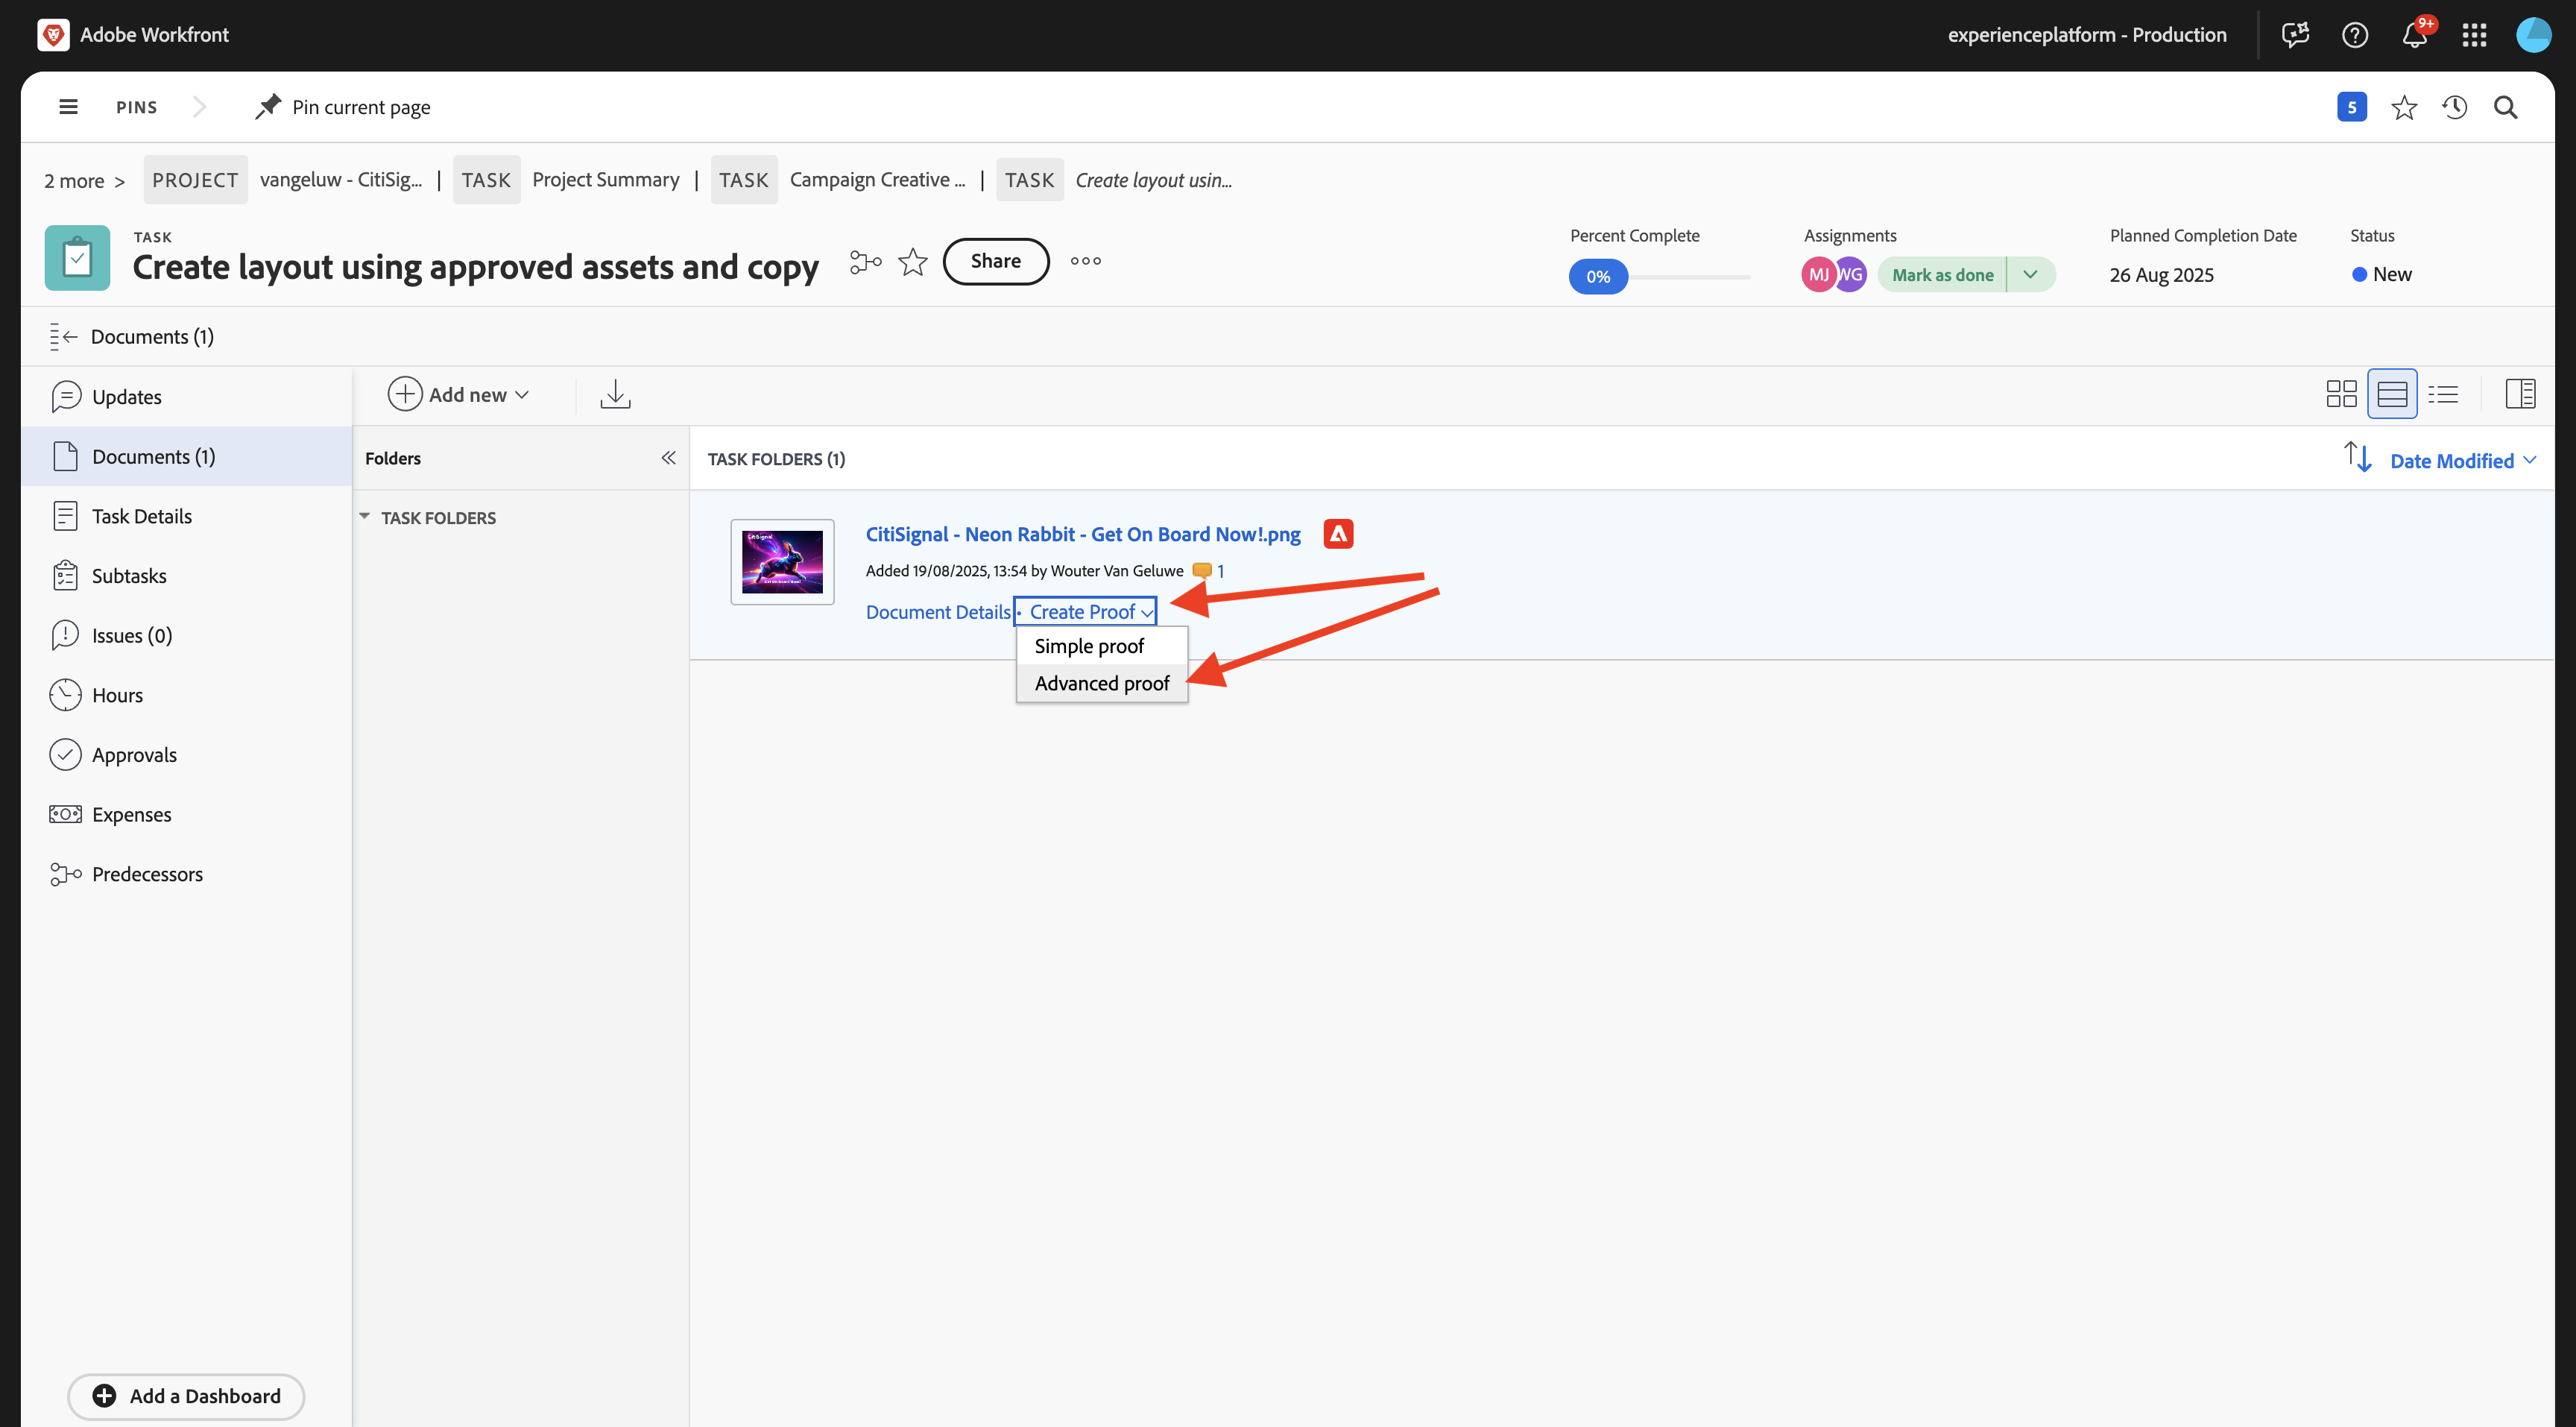 Adobe Workfront
experienceplatform - Production
9+
PINS
Pin current page
5
2 more >
PROJECT vangeluw - CitiSig... | TASK Project Summary | TASK Campaign Creative ... | TASK Create layout usin...
TASK
Create layout using approved assets and copy
Share
Percent Complete
0%
Assignments
MJ WG Mark as done
Planned Completion Date
26 Aug 2025
Status
New
Documents (1)
Updates
Documents (1)
Task Details
Subtasks
Issues (0)
Hours
Approvals
Expenses
Predecessors
Add a Dashboard
Add new
Folders
TASK FOLDERS
TASK FOLDERS (1)
Date Modified
CitiSignal
CitiSignal - Neon Rabbit - Get On Board Now!.png
Added 19/08/2025, 13:54 by Wouter Van Geluwe 1
Document Details · Create Proof
Simple proof
Advanced proof